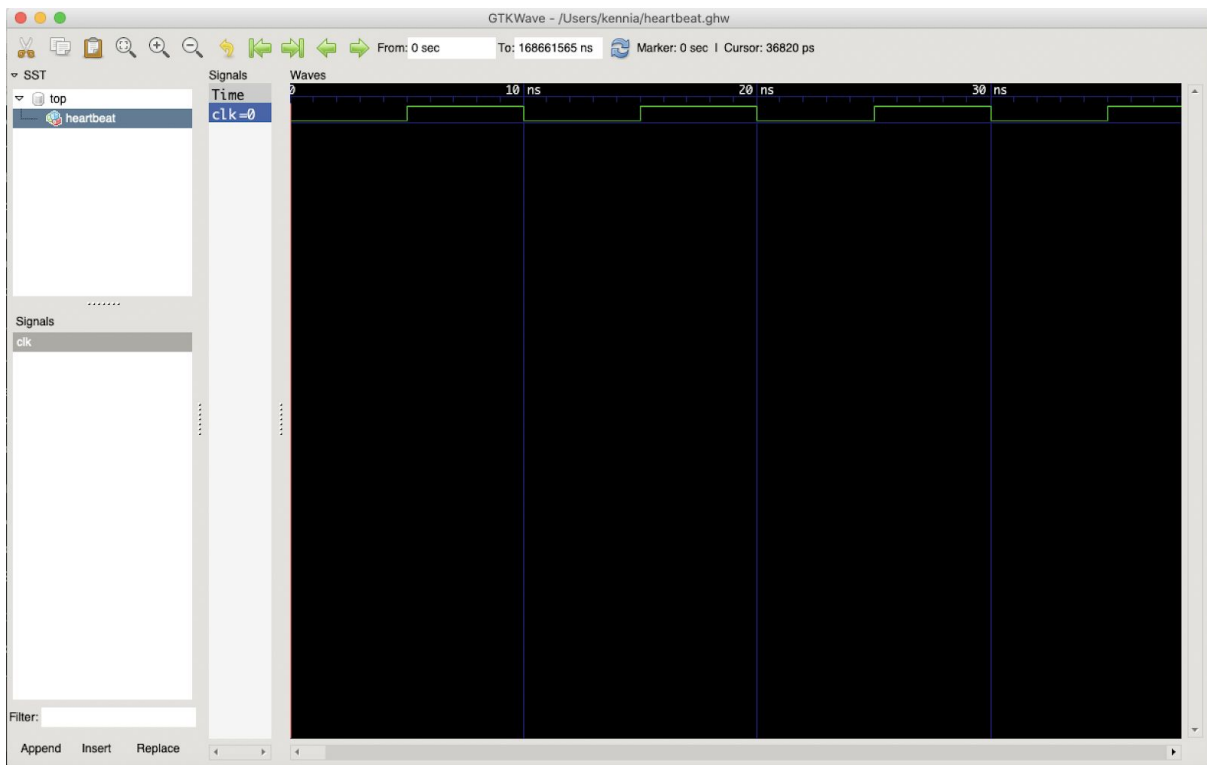 GTKWave - /Users/kennia/heartbeat.ghw
From: 0 sec To: 168661565 ns Marker: 0 sec | Cursor: 36820 ps
SST
top
heartbeat
Signals
clk
Filter:
Append Insert Replace
Signals
Time
clk=0
Waves
0 10 ns 20 ns 30 ns